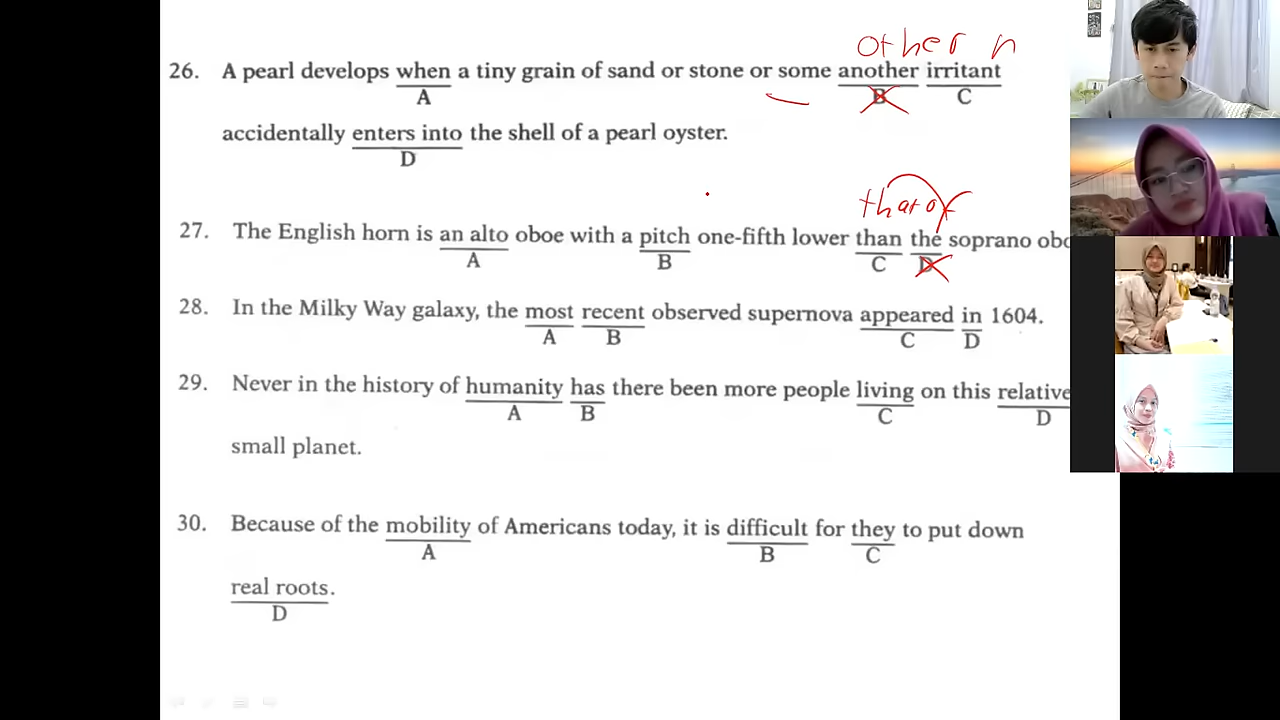 other n
26. A pearl develops when a tiny grain of sand or stone or some another irritant
A B C
accidentally enters into the shell of a pearl oyster.
D
that of
27. The English horn is an alto oboe with a pitch one-fifth lower than the soprano obo
A B C D
28. In the Milky Way galaxy, the most recent observed supernova appeared in 1604.
A B C D
29. Never in the history of humanity has there been more people living on this relative
A B C D
small planet.
30. Because of the mobility of Americans today, it is difficult for they to put down
A B C
real roots.
D